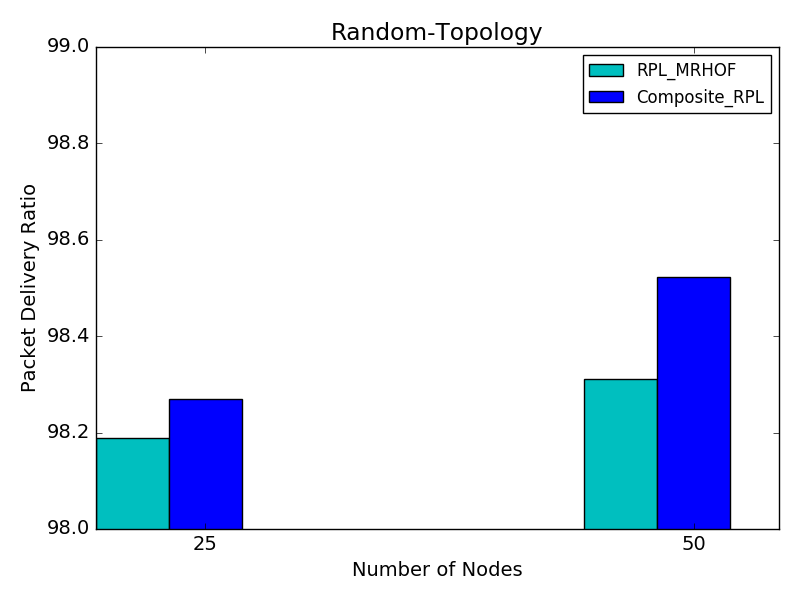 Random-Topology
99.0
98.8
98.6
98.4
98.2
98.0
Packet Delivery Ratio
RPL_MRHOF
Composite_RPL
25
50
Number of Nodes